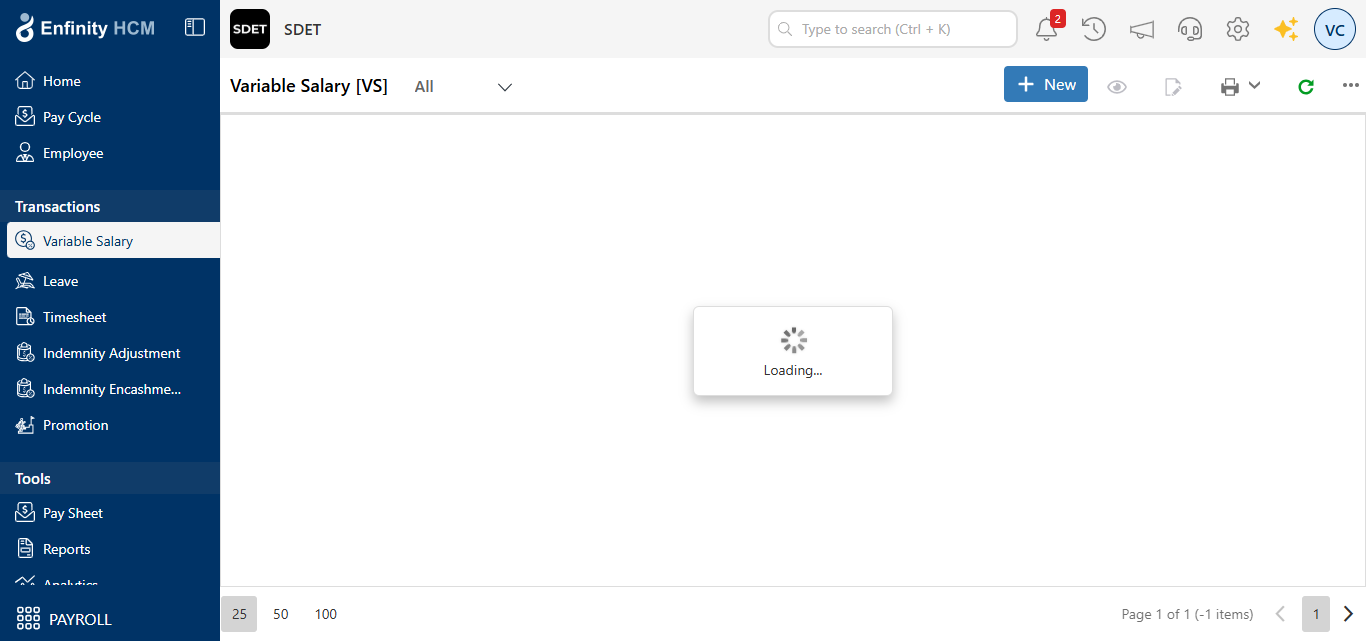 Enfinity HCM
SDET SDET
Type to search (Ctrl + K)
2
VC
Home
Pay Cycle
Employee
Transactions
Variable Salary
Leave
Timesheet
Indemnity Adjustment
Indemnity Encashme...
Promotion
Tools
Pay Sheet
Reports
Analytics
PAYROLL
Variable Salary [VS] All
New
Loading...
25 50 100
Page 1 of 1 (-1 items) 1